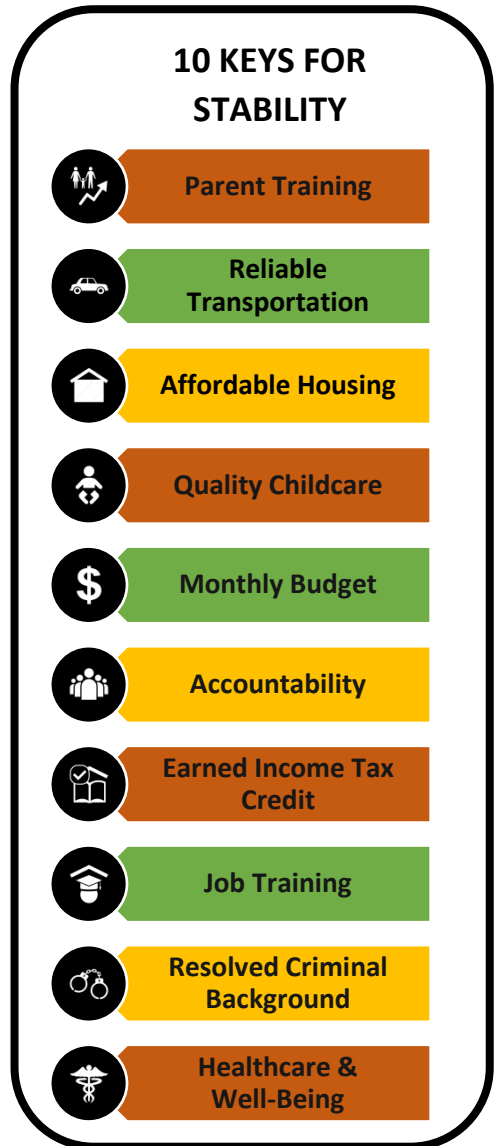 10 KEYS FOR
STABILITY
Parent Training
Reliable
Transportation
Affordable Housing
Quality Childcare
$
Monthly Budget
Accountability
Earned Income Tax
Credit
Job Training
Resolved Criminal
Background
Healthcare &
Well-Being